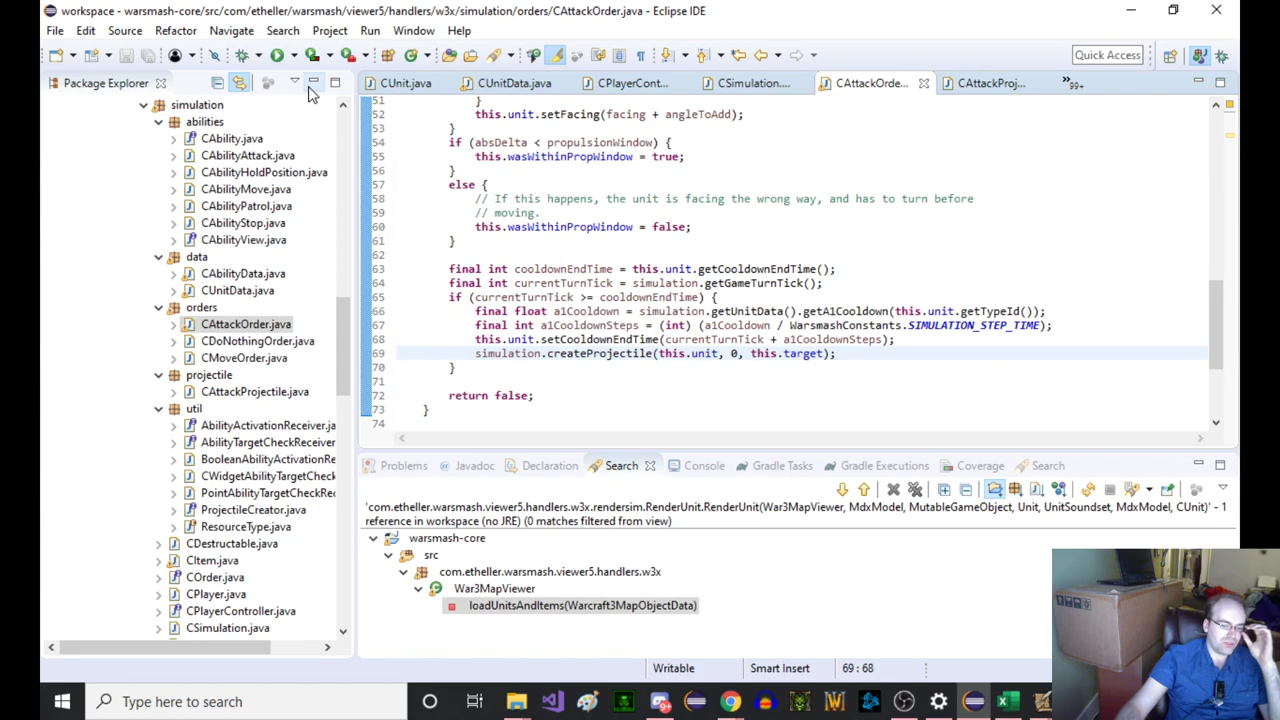 workspace - warsmash-core/src/com/etheller/warsmash/viewer5/handlers/w3x/simulation/orders/CAttackOrder.java - Eclipse IDE
File Edit Source Refactor Navigate Search Project Run Window Help
Quick Access
Package Explorer
simulation
abilities
CAbility.java
CAbilityAttack.java
CAbilityHoldPosition.java
CAbilityMove.java
CAbilityPatrol.java
CAbilityStop.java
CAbilityView.java
data
CAbilityData.java
CUnitData.java
orders
CAttackOrder.java
CDoNothingOrder.java
CMoveOrder.java
projectile
CAttackProjectile.java
util
AbilityActivationReceiver.ja
AbilityTargetCheckReceiver
BooleanAbilityActivationRe
CWidgetAbilityTargetCheck
PointAbilityTargetCheckRec
ProjectileCreator.java
ResourceType.java
CDestructable.java
CItem.java
COrder.java
CPlayer.java
CPlayerController.java
CSimulation.java
CUnit.java CUnitData.java CPlayerCont... CSimulation.... CAttackOrde... CAttackProj... »99+
51 }
52 this.unit.setFacing(facing + angleToAdd);
53 }
54 if (absDelta < propulsionWindow) {
55 this.wasWithinPropWindow = true;
56 }
57 else {
58 // If this happens, the unit is facing the wrong way, and has to turn before
59 // moving.
60 this.wasWithinPropWindow = false;
61 }
62
63 final int cooldownEndTime = this.unit.getCooldownEndTime();
64 final int currentTurnTick = simulation.getGameTurnTick();
65 if (currentTurnTick >= cooldownEndTime) {
66 final float a1Cooldown = simulation.getUnitData().getA1Cooldown(this.unit.getTypeId());
67 final int a1CooldownSteps = (int) (a1Cooldown / WarsmashConstants.SIMULATION_STEP_TIME);
68 this.unit.setCooldownEndTime(currentTurnTick + a1CooldownSteps);
69 simulation.createProjectile(this.unit, 0, this.target);
70 }
71
72 return false;
73 }
74
Problems Javadoc Declaration Search Console Gradle Tasks Gradle Executions Coverage Search
'com.etheller.warsmash.viewer5.handlers.w3x.rendersim.RenderUnit.RenderUnit(War3MapViewer, MdxModel, MutableGameObject, Unit, UnitSoundset, MdxModel, CUnit)' - 1
reference in workspace (no JRE) (0 matches filtered from view)
warsmash-core
src
com.etheller.warsmash.viewer5.handlers.w3x
War3MapViewer
loadUnitsAndItems(Warcraft3MapObjectData)
Writable Smart Insert 69 : 68
Type here to search